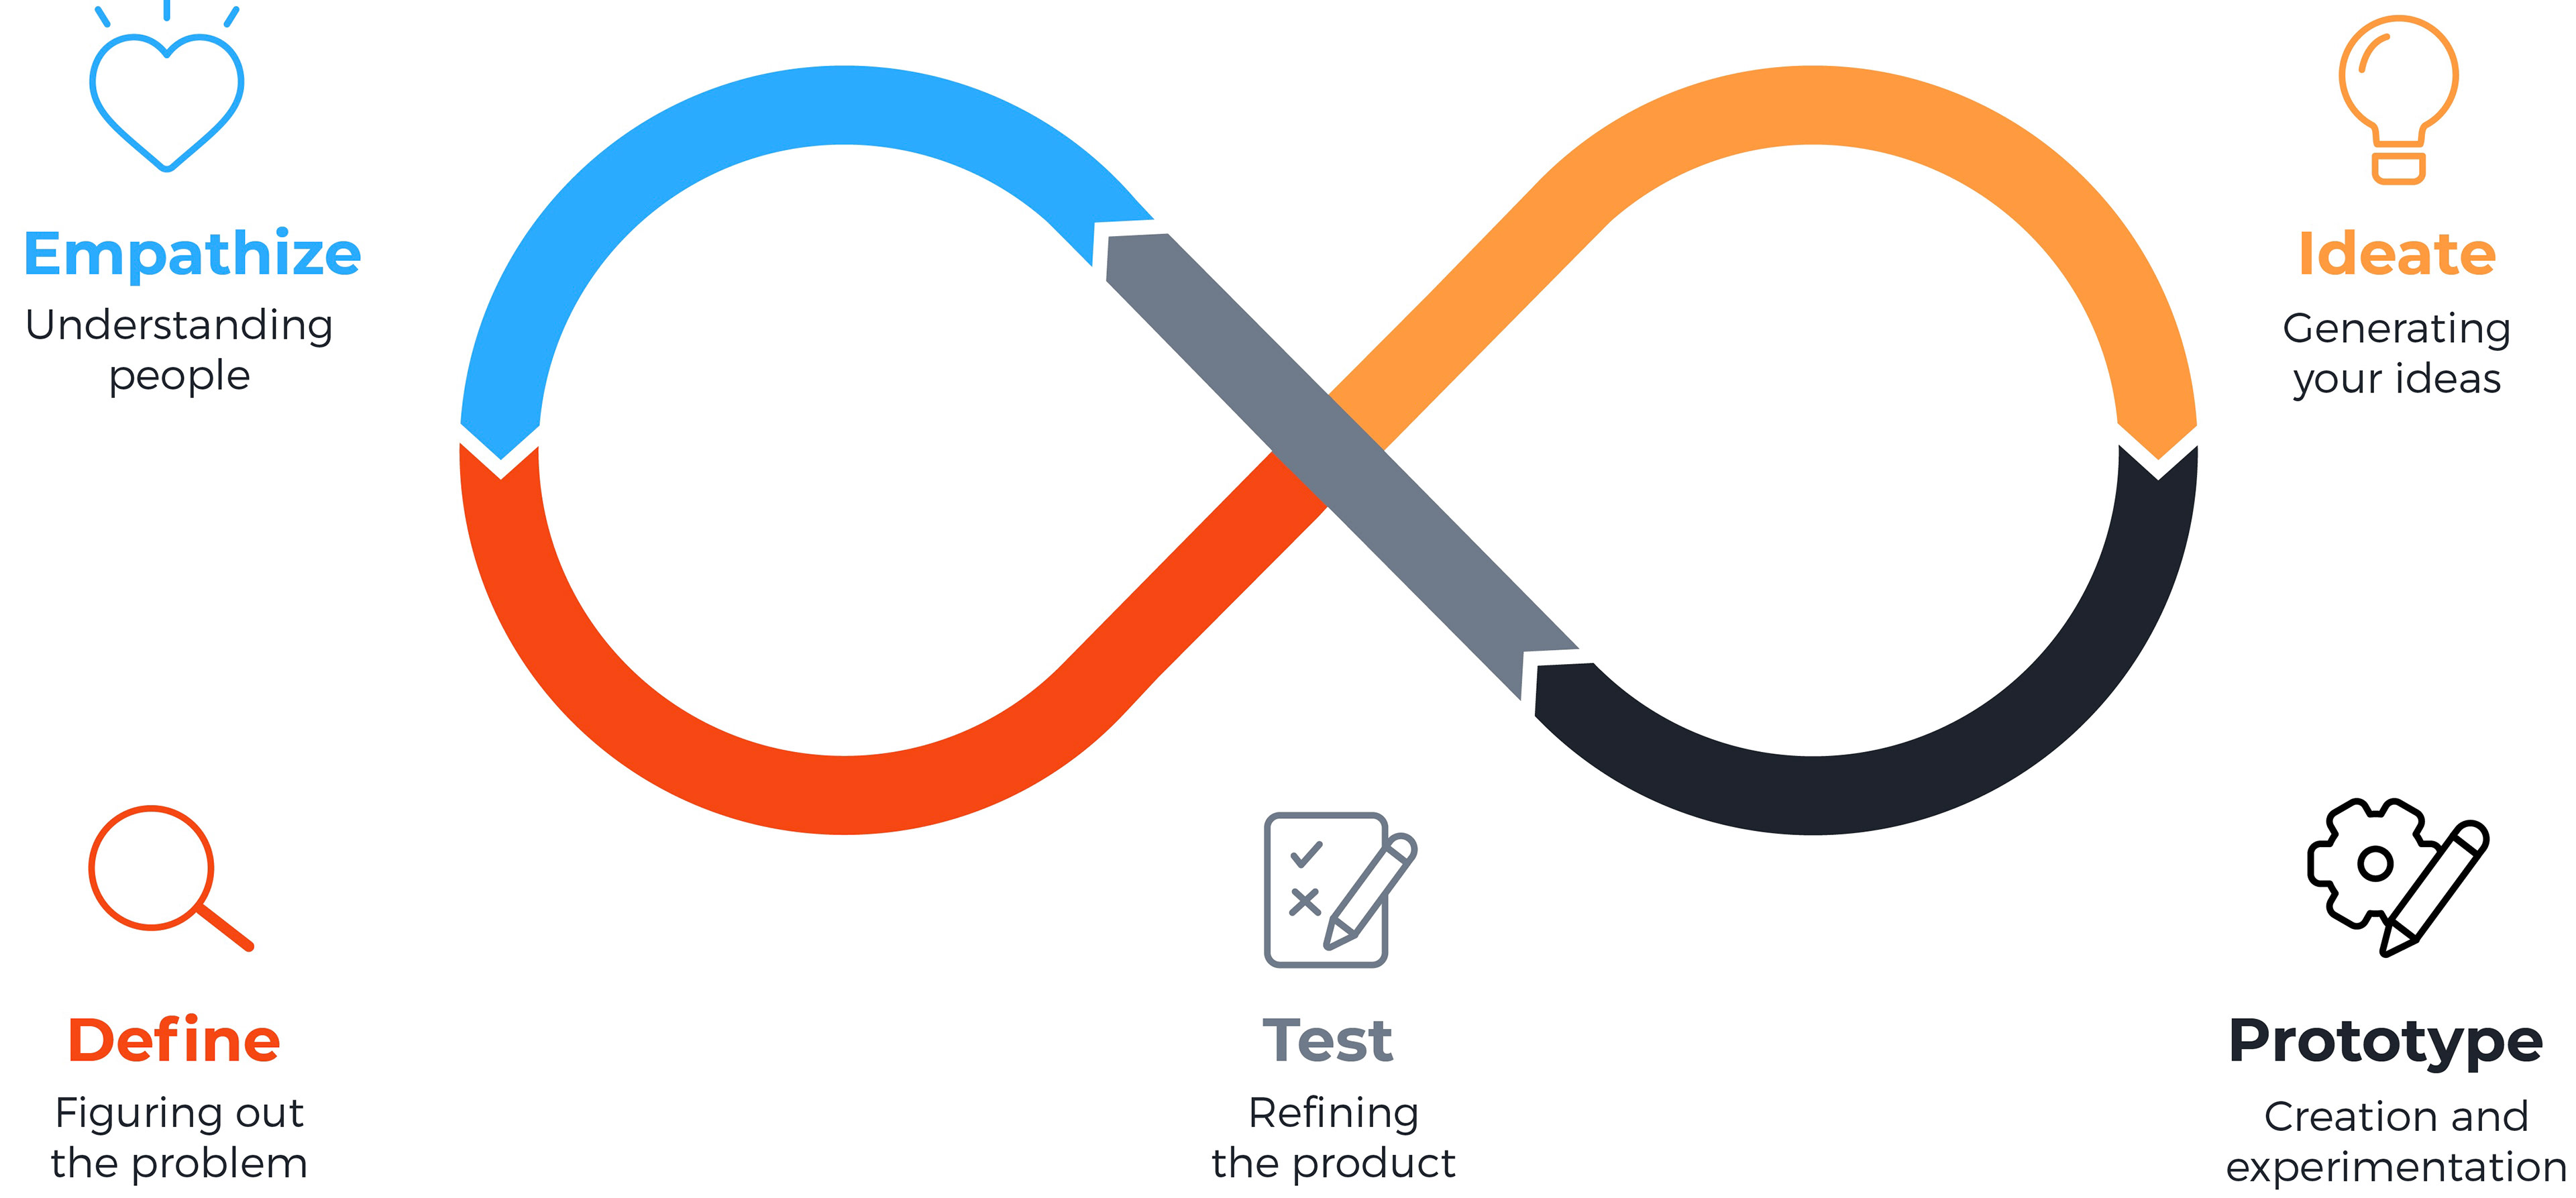 Empathize
Understanding
people
Ideate
Generating
your ideas
Define
Figuring out
the problem
Test
Refining
the product
Prototype
Creation and
experimentation